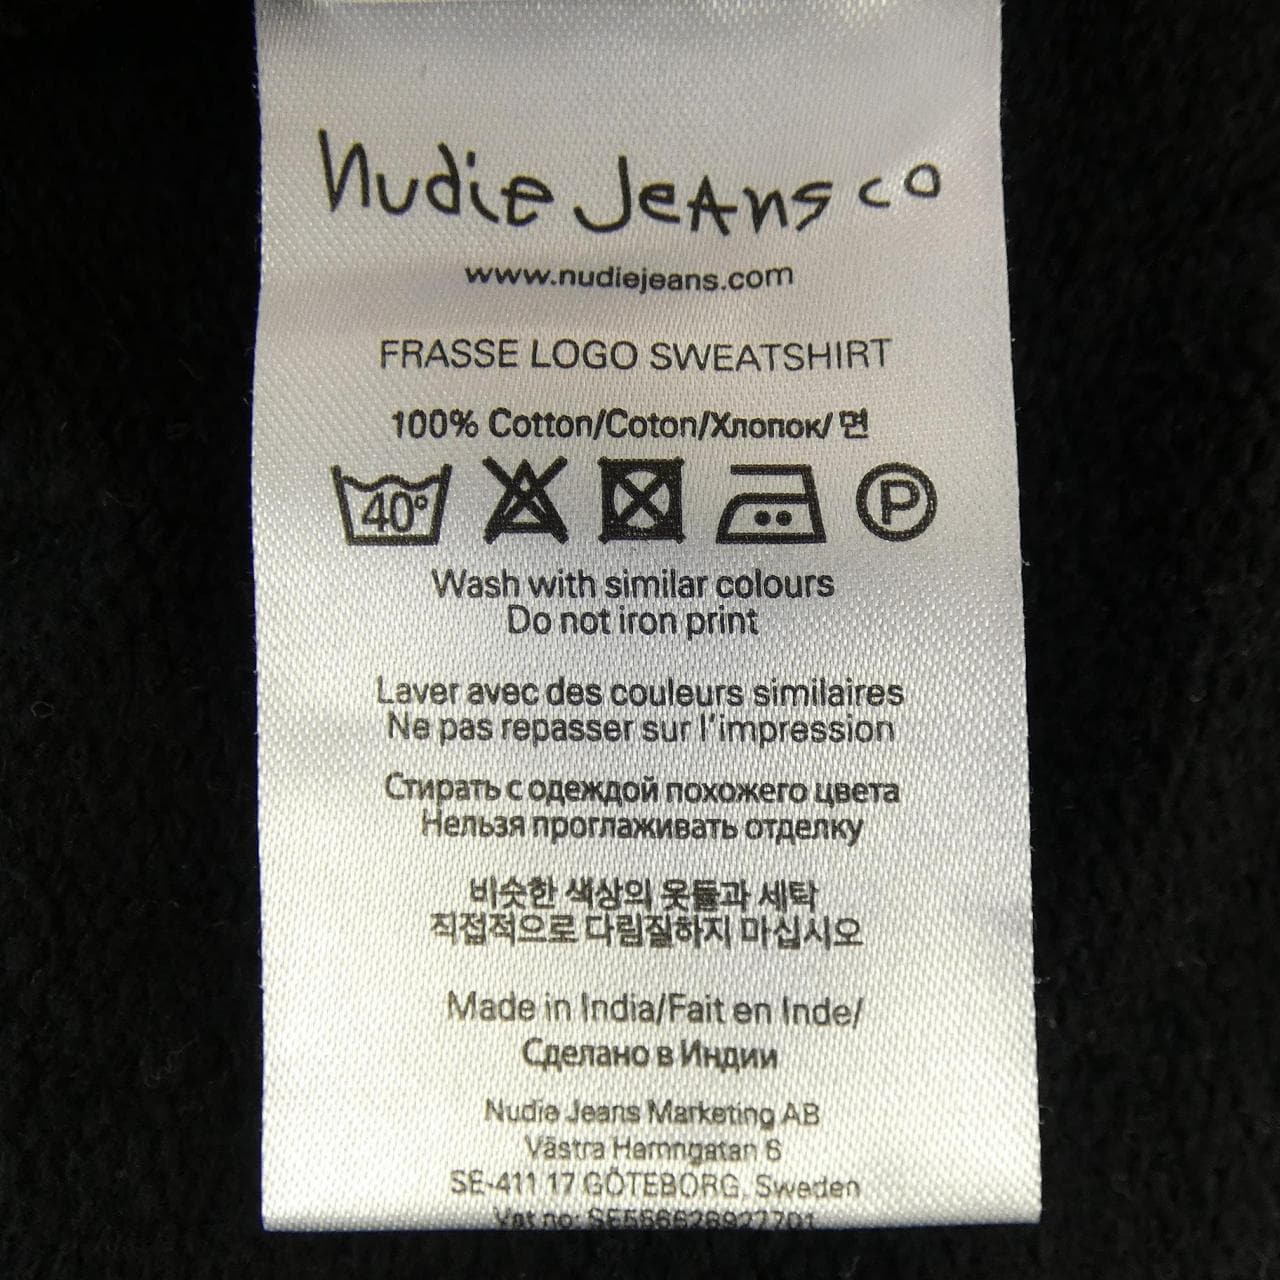 nudie Jeans co
www.nudiejeans.com
FRASSE LOGO SWEATSHIRT
100% Cotton/Coton/Хлопок/ 면
40°
P
Wash with similar colours
Do not iron print
Laver avec des couleurs similaires
Ne pas repasser sur l'impression
Стирать с одеждой похожего цвета
Нельзя проглаживать отделку
비슷한 색상의 옷들과 세탁
직접적으로 다림질하지 마십시오
Made in India/Fait en Inde/
Сделано в Индии
Nudie Jeans Marketing AB
Västra Hamngatan 6
SE-411 17 GÖTEBORG, Sweden
Vat no: SE556626927701